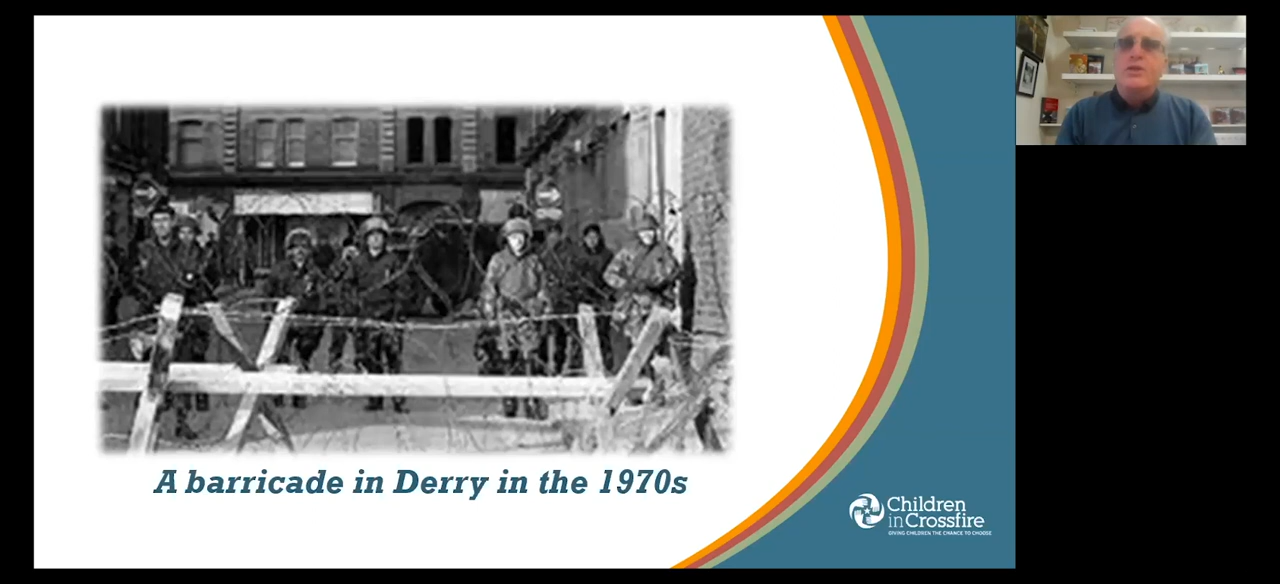 A barricade in Derry in the 1970s
Children
in Crossfire
GIVING CHILDREN THE CHANCE TO CHOOSE